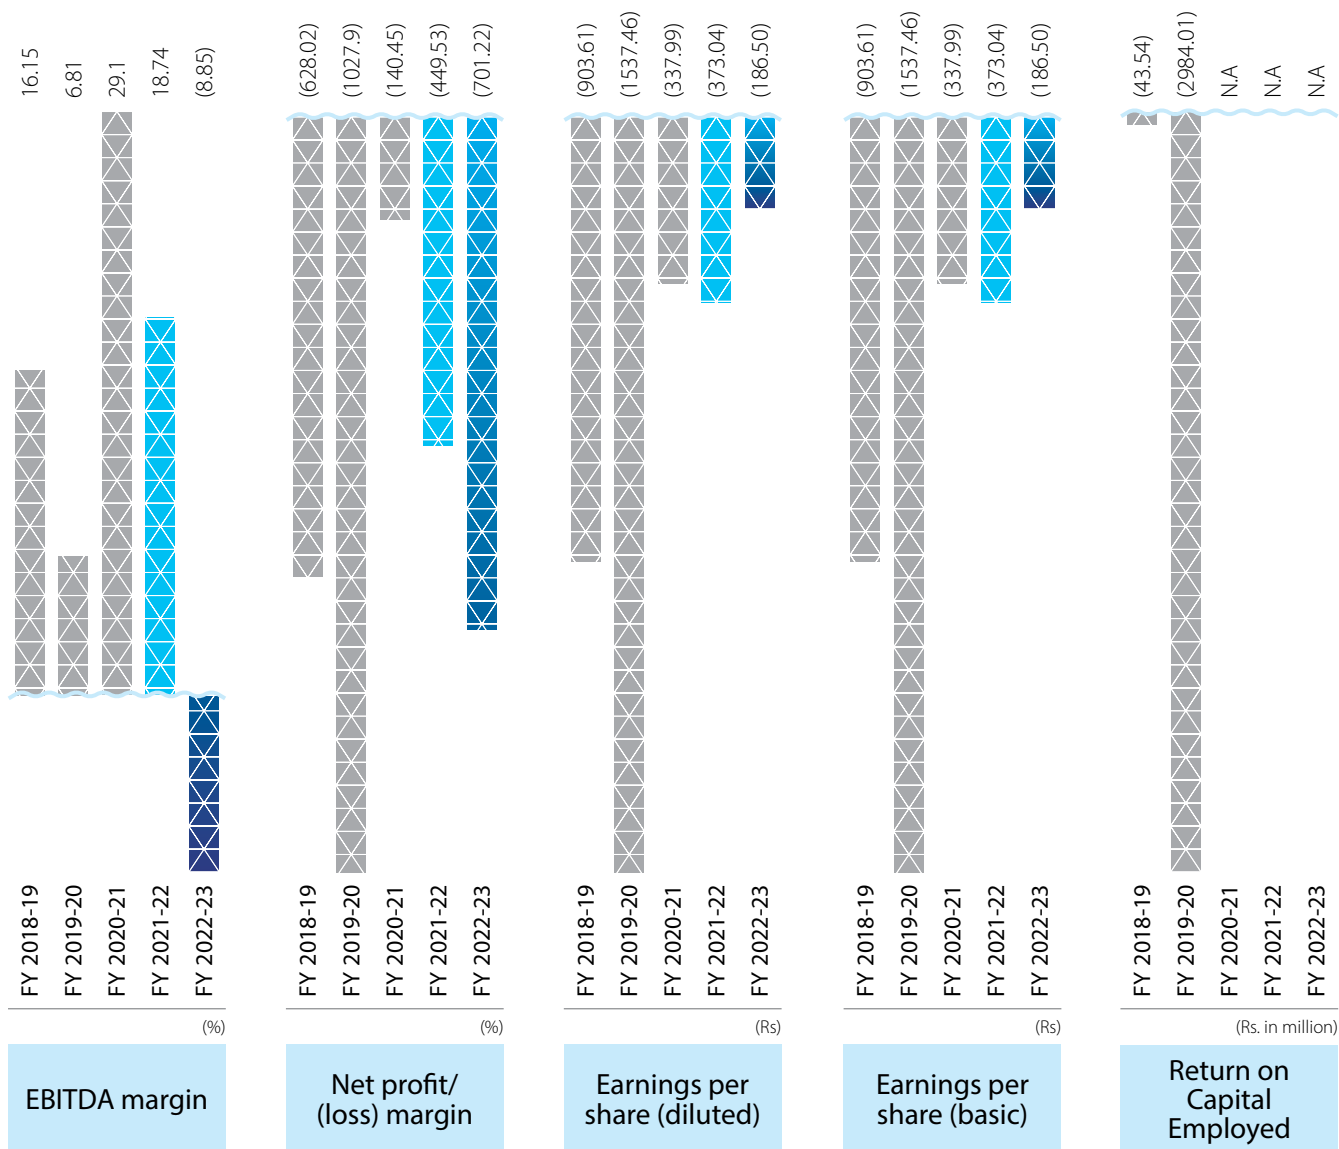 16.15
6.81
29.1
18.74
(8.85)
FY 2018-19
FY 2019-20
FY 2020-21
FY 2021-22
FY 2022-23
(%)
EBITDA margin
(628.02)
(1027.9)
(140.45)
(449.53)
(701.22)
FY 2018-19
FY 2019-20
FY 2020-21
FY 2021-22
FY 2022-23
(%)
Net profit/
(loss) margin
(903.61)
(1537.46)
(337.99)
(373.04)
(186.50)
FY 2018-19
FY 2019-20
FY 2020-21
FY 2021-22
FY 2022-23
(Rs)
Earnings per
share (diluted)
(903.61)
(1537.46)
(337.99)
(373.04)
(186.50)
FY 2018-19
FY 2019-20
FY 2020-21
FY 2021-22
FY 2022-23
(Rs)
Earnings per
share (basic)
(43.54)
(2984.01)
N.A
N.A
N.A
FY 2018-19
FY 2019-20
FY 2020-21
FY 2021-22
FY 2022-23
(Rs. in million)
Return on
Capital
Employed